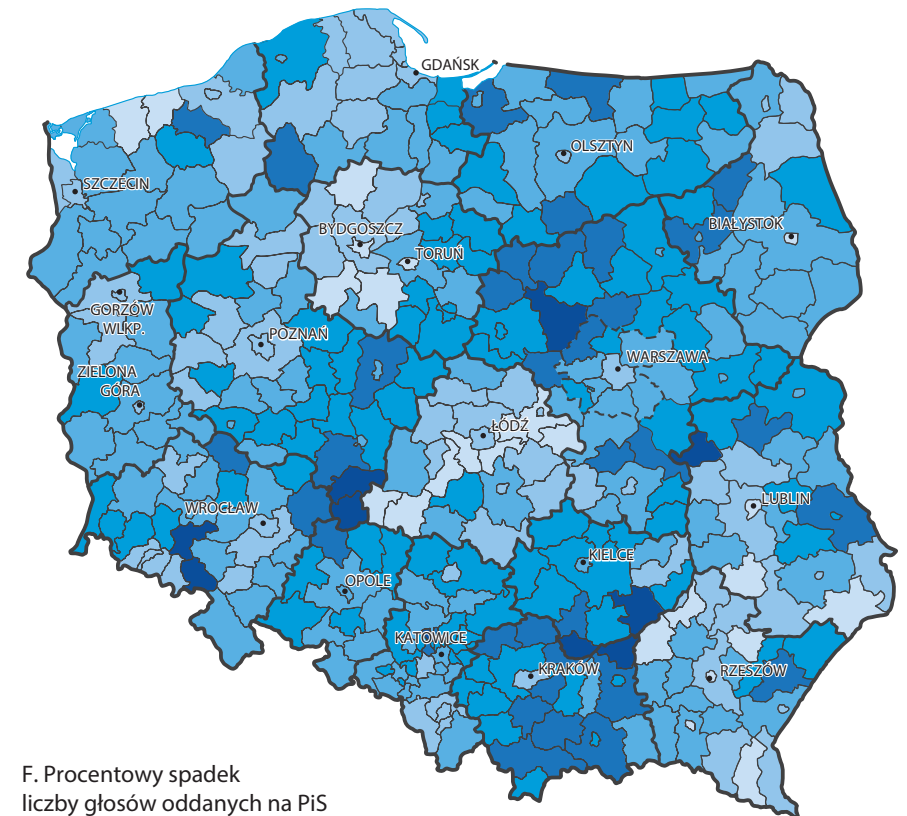 GDAŃSK
OLSZTYN
SZCZECIN
BIAŁYSTOK
BYDGOSZCZ
TORUŃ
GORZÓW
WLKP.
POZNAŃ
WARSZAWA
ZIELONA
GÓRA
ŁÓDŹ
WROCŁAW
LUBLIN
KIELCE
OPOLE
KATOWICE
KRAKÓW
RZESZÓW
F. Procentowy spadek
liczby głosów oddanych na PiS